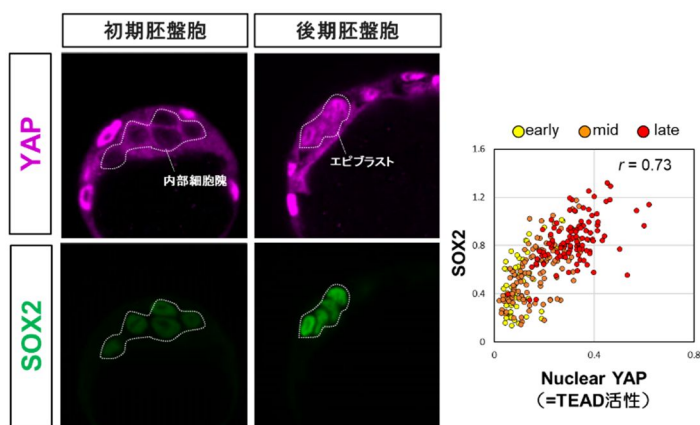 初期胚盤胞
後期胚盤胞
YAP
内部細胞塊
エピブラスト
SOX2
early
mid
late
r = 0.73
SOX2
1.6
1.2
0.8
0.4
0
0
0.4
0.8
Nuclear YAP
(=TEAD活性)